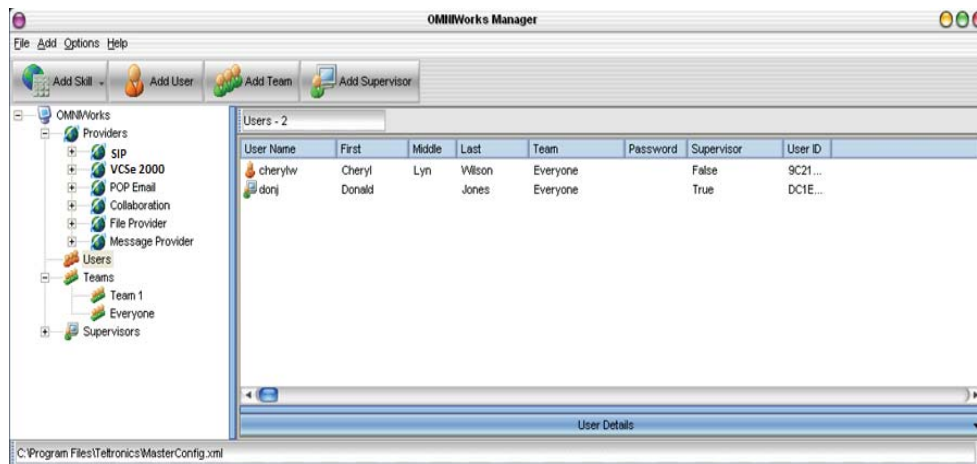 OMNIWorks Manager
File Add Options Help
Add Skill Add User Add Team Add Supervisor
OMNIWorks
Providers
SIP
VCSe 2000
POP Email
Collaboration
File Provider
Message Provider
Users
Teams
Team 1
Everyone
Supervisors
Users - 2
User Name First Middle Last Team Password Supervisor User ID
cherylw Cheryl Lyn Wilson Everyone False 9C21...
donj Donald Jones Everyone True DC1E...
User Details
C:\Program Files\Teltronics\MasterConfig.xml